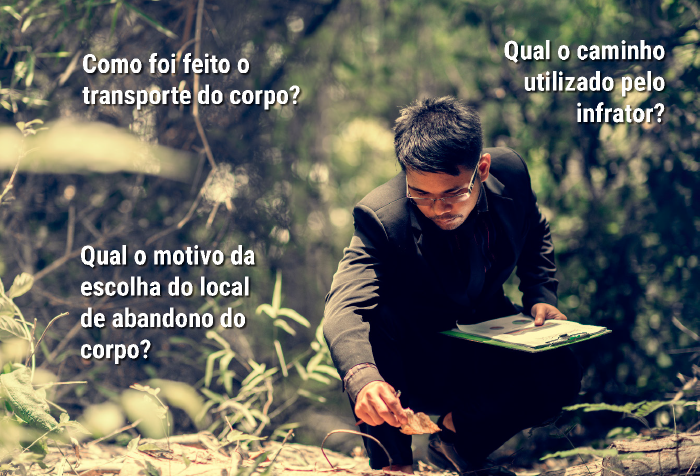 Como foi feito o
transporte do corpo?
Qual o caminho
utilizado pelo
infrator?
Qual o motivo da
escolha do local
de abandono do
corpo?